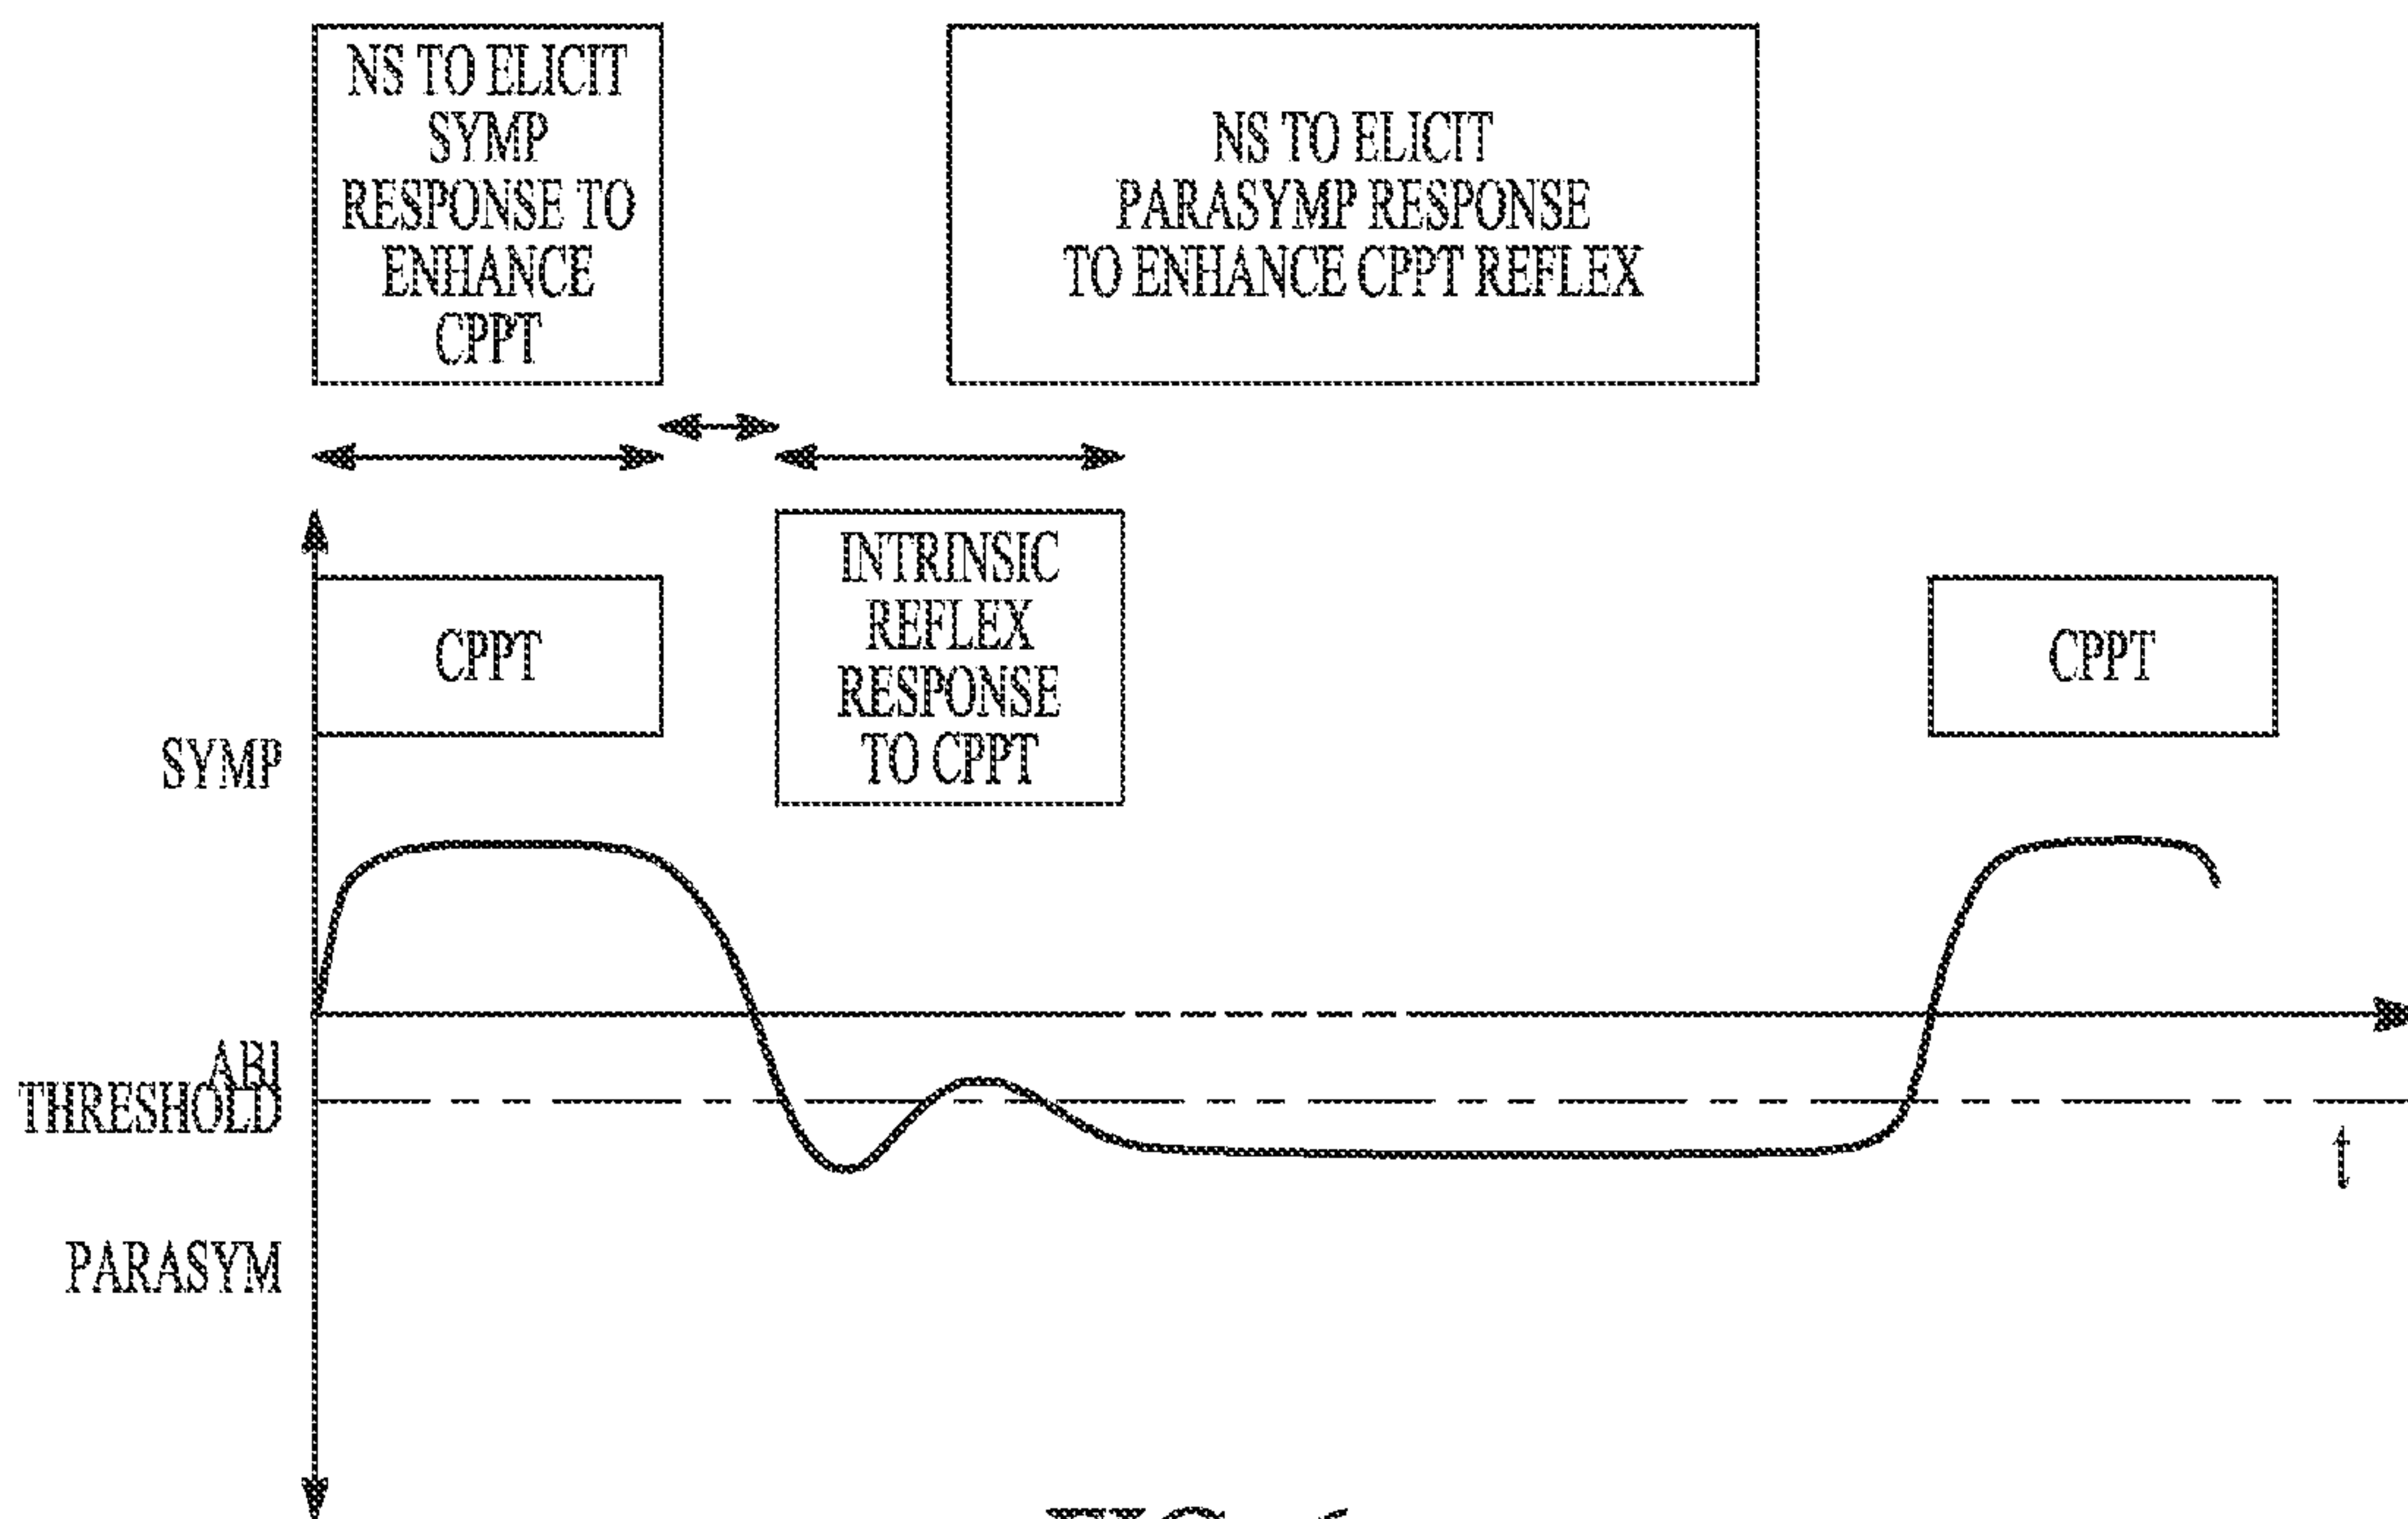 NS TO ELICIT
SYMP
RESPONSE TO
ENHANCE
CPPT
NS TO ELICIT
PARASYMP RESPONSE
TO ENHANCE CPPT REFLEX
CPPT
INTRINSIC
REFLEX
RESPONSE
TO CPPT
CPPT
SYMP
ABI
THRESHOLD
t
PARASYM